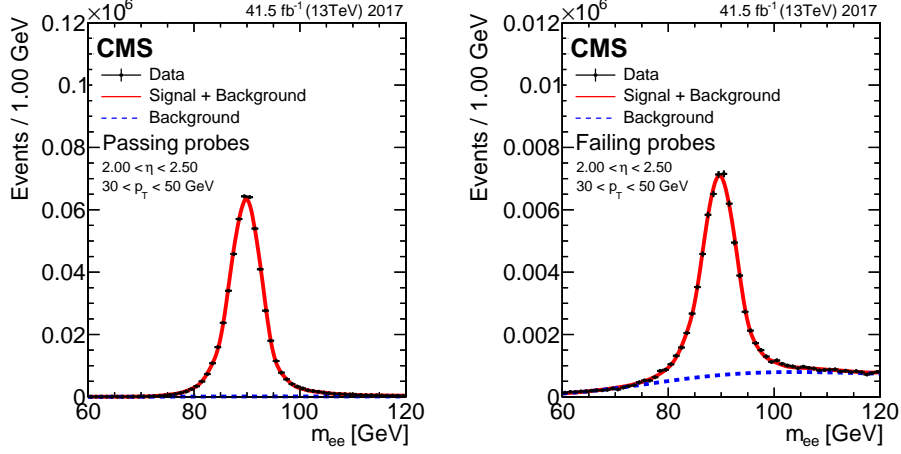 ×10⁶ 41.5 fb⁻¹ (13TeV) 2017
Events / 1.00 GeV
0.12
0.1
0.08
0.06
0.04
0.02
0
CMS
Data
Signal + Background
Background
Passing probes
2.00 < η < 2.50
30 < p_T < 50 GeV
60 80 100 120
m_ee [GeV]
×10⁶ 41.5 fb⁻¹ (13TeV) 2017
Events / 1.00 GeV
0.012
0.01
0.008
0.006
0.004
0.002
0
CMS
Data
Signal + Background
Background
Failing probes
2.00 < η < 2.50
30 < p_T < 50 GeV
60 80 100 120
m_ee [GeV]